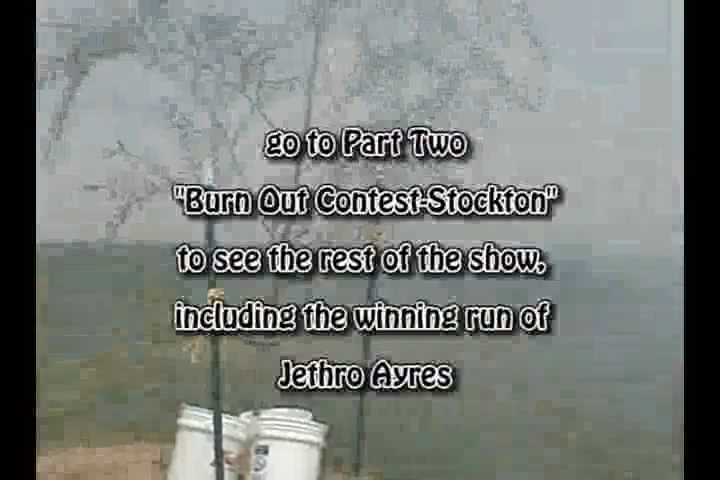 go to Part Two
"Burn Out Contest-Stockton"
to see the rest of the show,
including the winning run of
Jethro Ayres